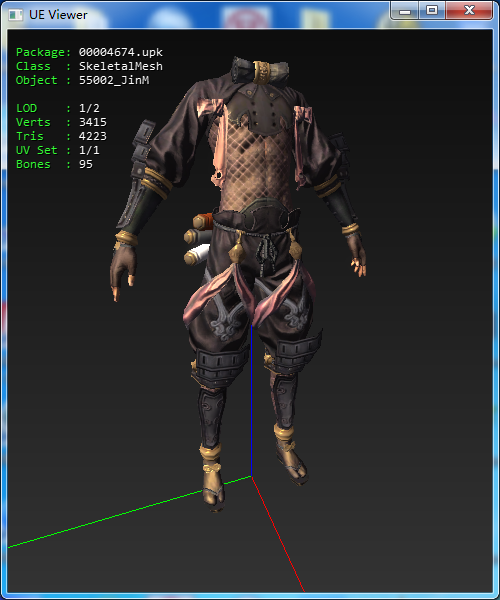 UE Viewer
Package: 00004674.upk
Class : SkeletalMesh
Object : 55002_JinM
LOD : 1/2
Verts : 3415
Tris : 4223
UV Set : 1/1
Bones : 95